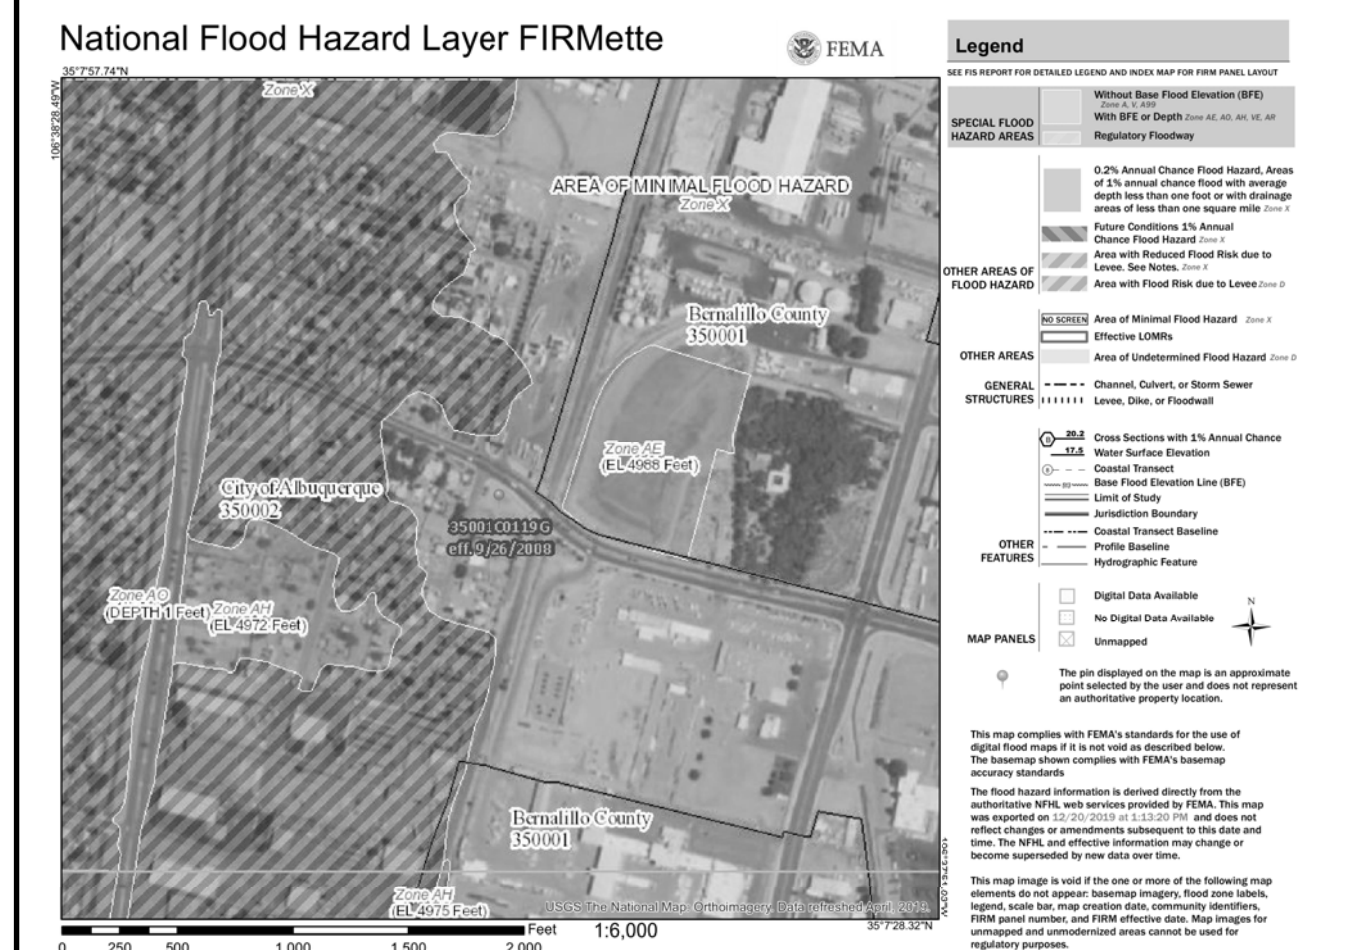 National Flood Hazard Layer FIRMette
FEMA
35°7'57.74"N
106°38'28.49"W
Zone X
AREA OF MINIMAL FLOOD HAZARD
Zone X
Bernalillo County
350001
Zone AE
(EL 4988 Feet)
City of Albuquerque
350002
35001C0119G
eff. 9/26/2008
Zone AO
(DEPTH 1 Feet)
Zone AH
(EL 4972 Feet)
Bernalillo County
350001
Zone AH
(EL 4975 Feet)
USGS The National Map: Orthoimagery. Data refreshed April, 2019.
106°37'51.03"W
35°7'28.32"N
Feet
1:6,000
0 250 500 1,000 1,500 2,000
Legend
SEE FIS REPORT FOR DETAILED LEGEND AND INDEX MAP FOR FIRM PANEL LAYOUT
SPECIAL FLOOD
HAZARD AREAS
Without Base Flood Elevation (BFE)
Zone A, V, A99
With BFE or Depth Zone AE, AO, AH, VE, AR
Regulatory Floodway
0.2% Annual Chance Flood Hazard, Areas
of 1% annual chance flood with average
depth less than one foot or with drainage
areas of less than one square mile Zone X
Future Conditions 1% Annual
Chance Flood Hazard Zone X
Area with Reduced Flood Risk due to
Levee. See Notes. Zone X
Area with Flood Risk due to Levee Zone D
OTHER AREAS OF
FLOOD HAZARD
NO SCREEN Area of Minimal Flood Hazard Zone X
Effective LOMRs
OTHER AREAS
Area of Undetermined Flood Hazard Zone D
GENERAL
STRUCTURES
Channel, Culvert, or Storm Sewer
Levee, Dike, or Floodwall
B 20.2 Cross Sections with 1% Annual Chance
17.5 Water Surface Elevation
Coastal Transect
Base Flood Elevation Line (BFE)
Limit of Study
Jurisdiction Boundary
Coastal Transect Baseline
OTHER
FEATURES
Profile Baseline
Hydrographic Feature
Digital Data Available
No Digital Data Available
N
MAP PANELS
Unmapped
The pin displayed on the map is an approximate
point selected by the user and does not represent
an authoritative property location.
This map complies with FEMA's standards for the use of
digital flood maps if it is not void as described below.
The basemap shown complies with FEMA's basemap
accuracy standards
The flood hazard information is derived directly from the
authoritative NFHL web services provided by FEMA. This map
was exported on 12/20/2019 at 1:13:20 PM and does not
reflect changes or amendments subsequent to this date and
time. The NFHL and effective information may change or
become superseded by new data over time.
This map image is void if the one or more of the following map
elements do not appear: basemap imagery, flood zone labels,
legend, scale bar, map creation date, community identifiers,
FIRM panel number, and FIRM effective date. Map images for
unmapped and unmodernized areas cannot be used for
regulatory purposes.